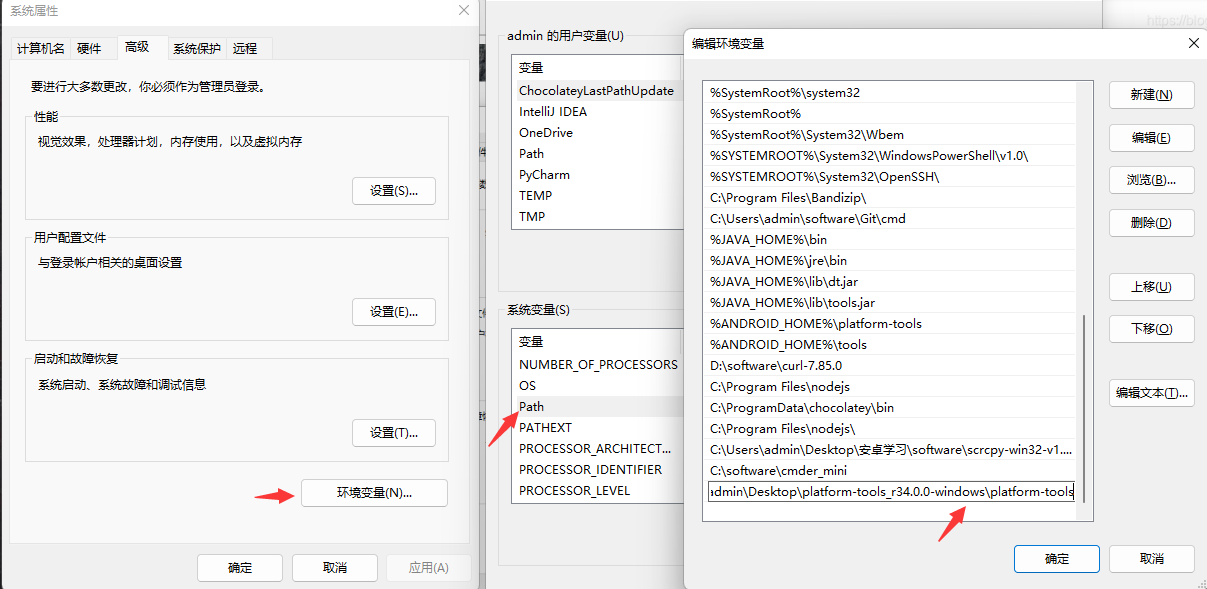 系统属性
计算机名
硬件
高级
系统保护
远程
要进行大多数更改，你必须作为管理员登录。
性能
视觉效果，处理器计划，内存使用，以及虚拟内存
设置(S)...
用户配置文件
与登录帐户相关的桌面设置
设置(E)...
启动和故障恢复
系统启动、系统故障和调试信息
设置(T)...
环境变量(N)...
确定
取消
应用(A)
admin 的用户变量(U)
变量
ChocolateyLastPathUpdate
IntelliJ IDEA
OneDrive
Path
PyCharm
TEMP
TMP
系统变量(S)
变量
NUMBER_OF_PROCESSORS
OS
Path
PATHEXT
PROCESSOR_ARCHITECT...
PROCESSOR_IDENTIFIER
PROCESSOR_LEVEL
https://blo
编辑环境变量
%SystemRoot%\system32
%SystemRoot%
%SystemRoot%\System32\Wbem
%SYSTEMROOT%\System32\WindowsPowerShell\v1.0\
%SYSTEMROOT%\System32\OpenSSH\
C:\Program Files\Bandizip\
C:\Users\admin\software\Git\cmd
%JAVA_HOME%\bin
%JAVA_HOME%\jre\bin
%JAVA_HOME%\lib\dt.jar
%JAVA_HOME%\lib\tools.jar
%ANDROID_HOME%\platform-tools
%ANDROID_HOME%\tools
D:\software\curl-7.85.0
C:\Program Files\nodejs
C:\ProgramData\chocolatey\bin
C:\Program Files\nodejs\
C:\Users\admin\Desktop\安卓学习\software\scrcpy-win32-v1....
C:\software\cmder_mini
admin\Desktop\platform-tools_r34.0.0-windows\platform-tools
新建(N)
编辑(E)
浏览(B)...
删除(D)
上移(U)
下移(O)
编辑文本(T)...
确定
取消